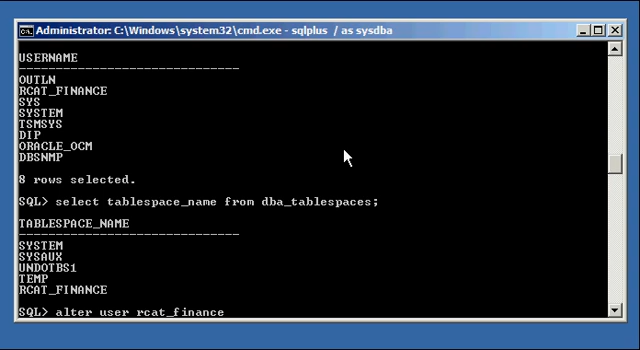 Administrator: C:\Windows\system32\cmd.exe - sqlplus / as sysdba
USERNAME
------------------------------
OUTLN
RCAT_FINANCE
SYS
SYSTEM
TSMSYS
DIP
ORACLE_OCM
DBSNMP
8 rows selected.
SQL> select tablespace_name from dba_tablespaces;
TABLESPACE_NAME
------------------------------
SYSTEM
SYSAUX
UNDOTBS1
TEMP
RCAT_FINANCE
SQL> alter user rcat_finance